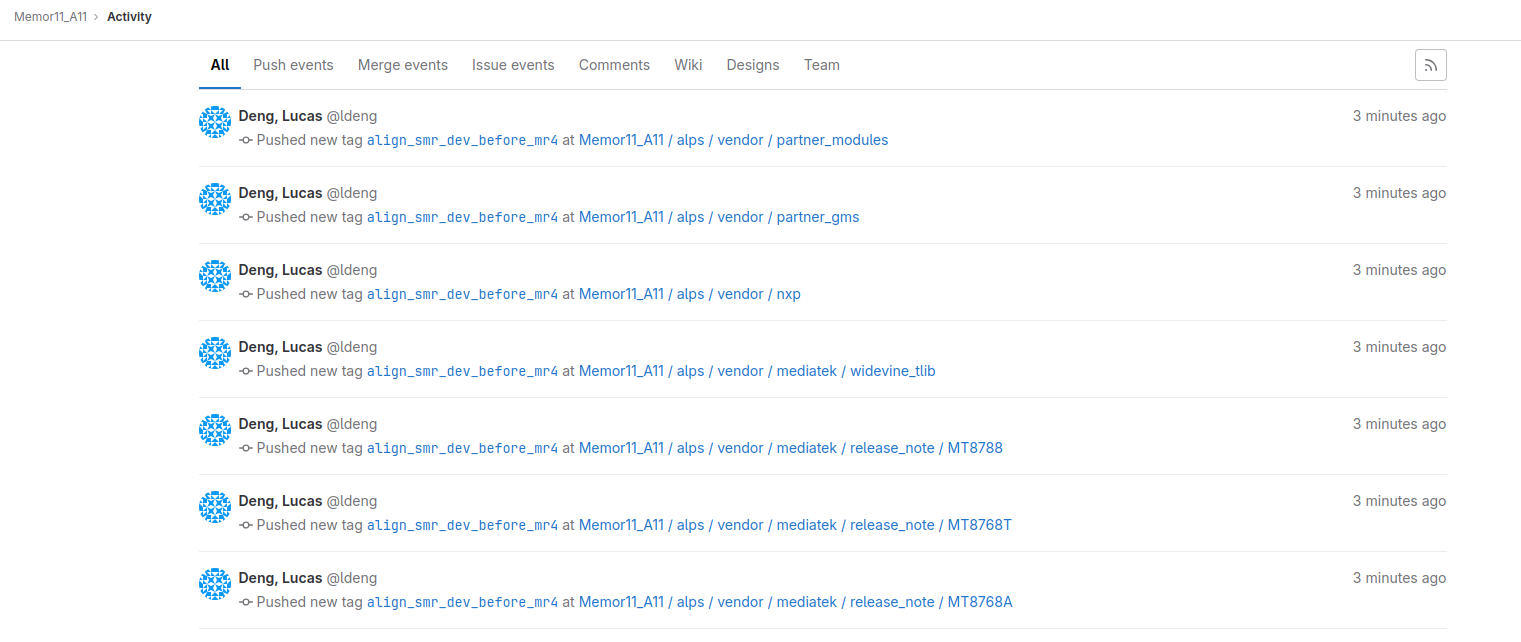 Memor11_A11 › Activity
All Push events Merge events Issue events Comments Wiki Designs Team
Deng, Lucas @ldeng 3 minutes ago
Pushed new tag align_smr_dev_before_mr4 at Memor11_A11 / alps / vendor / partner_modules
Deng, Lucas @ldeng 3 minutes ago
Pushed new tag align_smr_dev_before_mr4 at Memor11_A11 / alps / vendor / partner_gms
Deng, Lucas @ldeng 3 minutes ago
Pushed new tag align_smr_dev_before_mr4 at Memor11_A11 / alps / vendor / nxp
Deng, Lucas @ldeng 3 minutes ago
Pushed new tag align_smr_dev_before_mr4 at Memor11_A11 / alps / vendor / mediatek / widevine_tlib
Deng, Lucas @ldeng 3 minutes ago
Pushed new tag align_smr_dev_before_mr4 at Memor11_A11 / alps / vendor / mediatek / release_note / MT8788
Deng, Lucas @ldeng 3 minutes ago
Pushed new tag align_smr_dev_before_mr4 at Memor11_A11 / alps / vendor / mediatek / release_note / MT8768T
Deng, Lucas @ldeng 3 minutes ago
Pushed new tag align_smr_dev_before_mr4 at Memor11_A11 / alps / vendor / mediatek / release_note / MT8768A